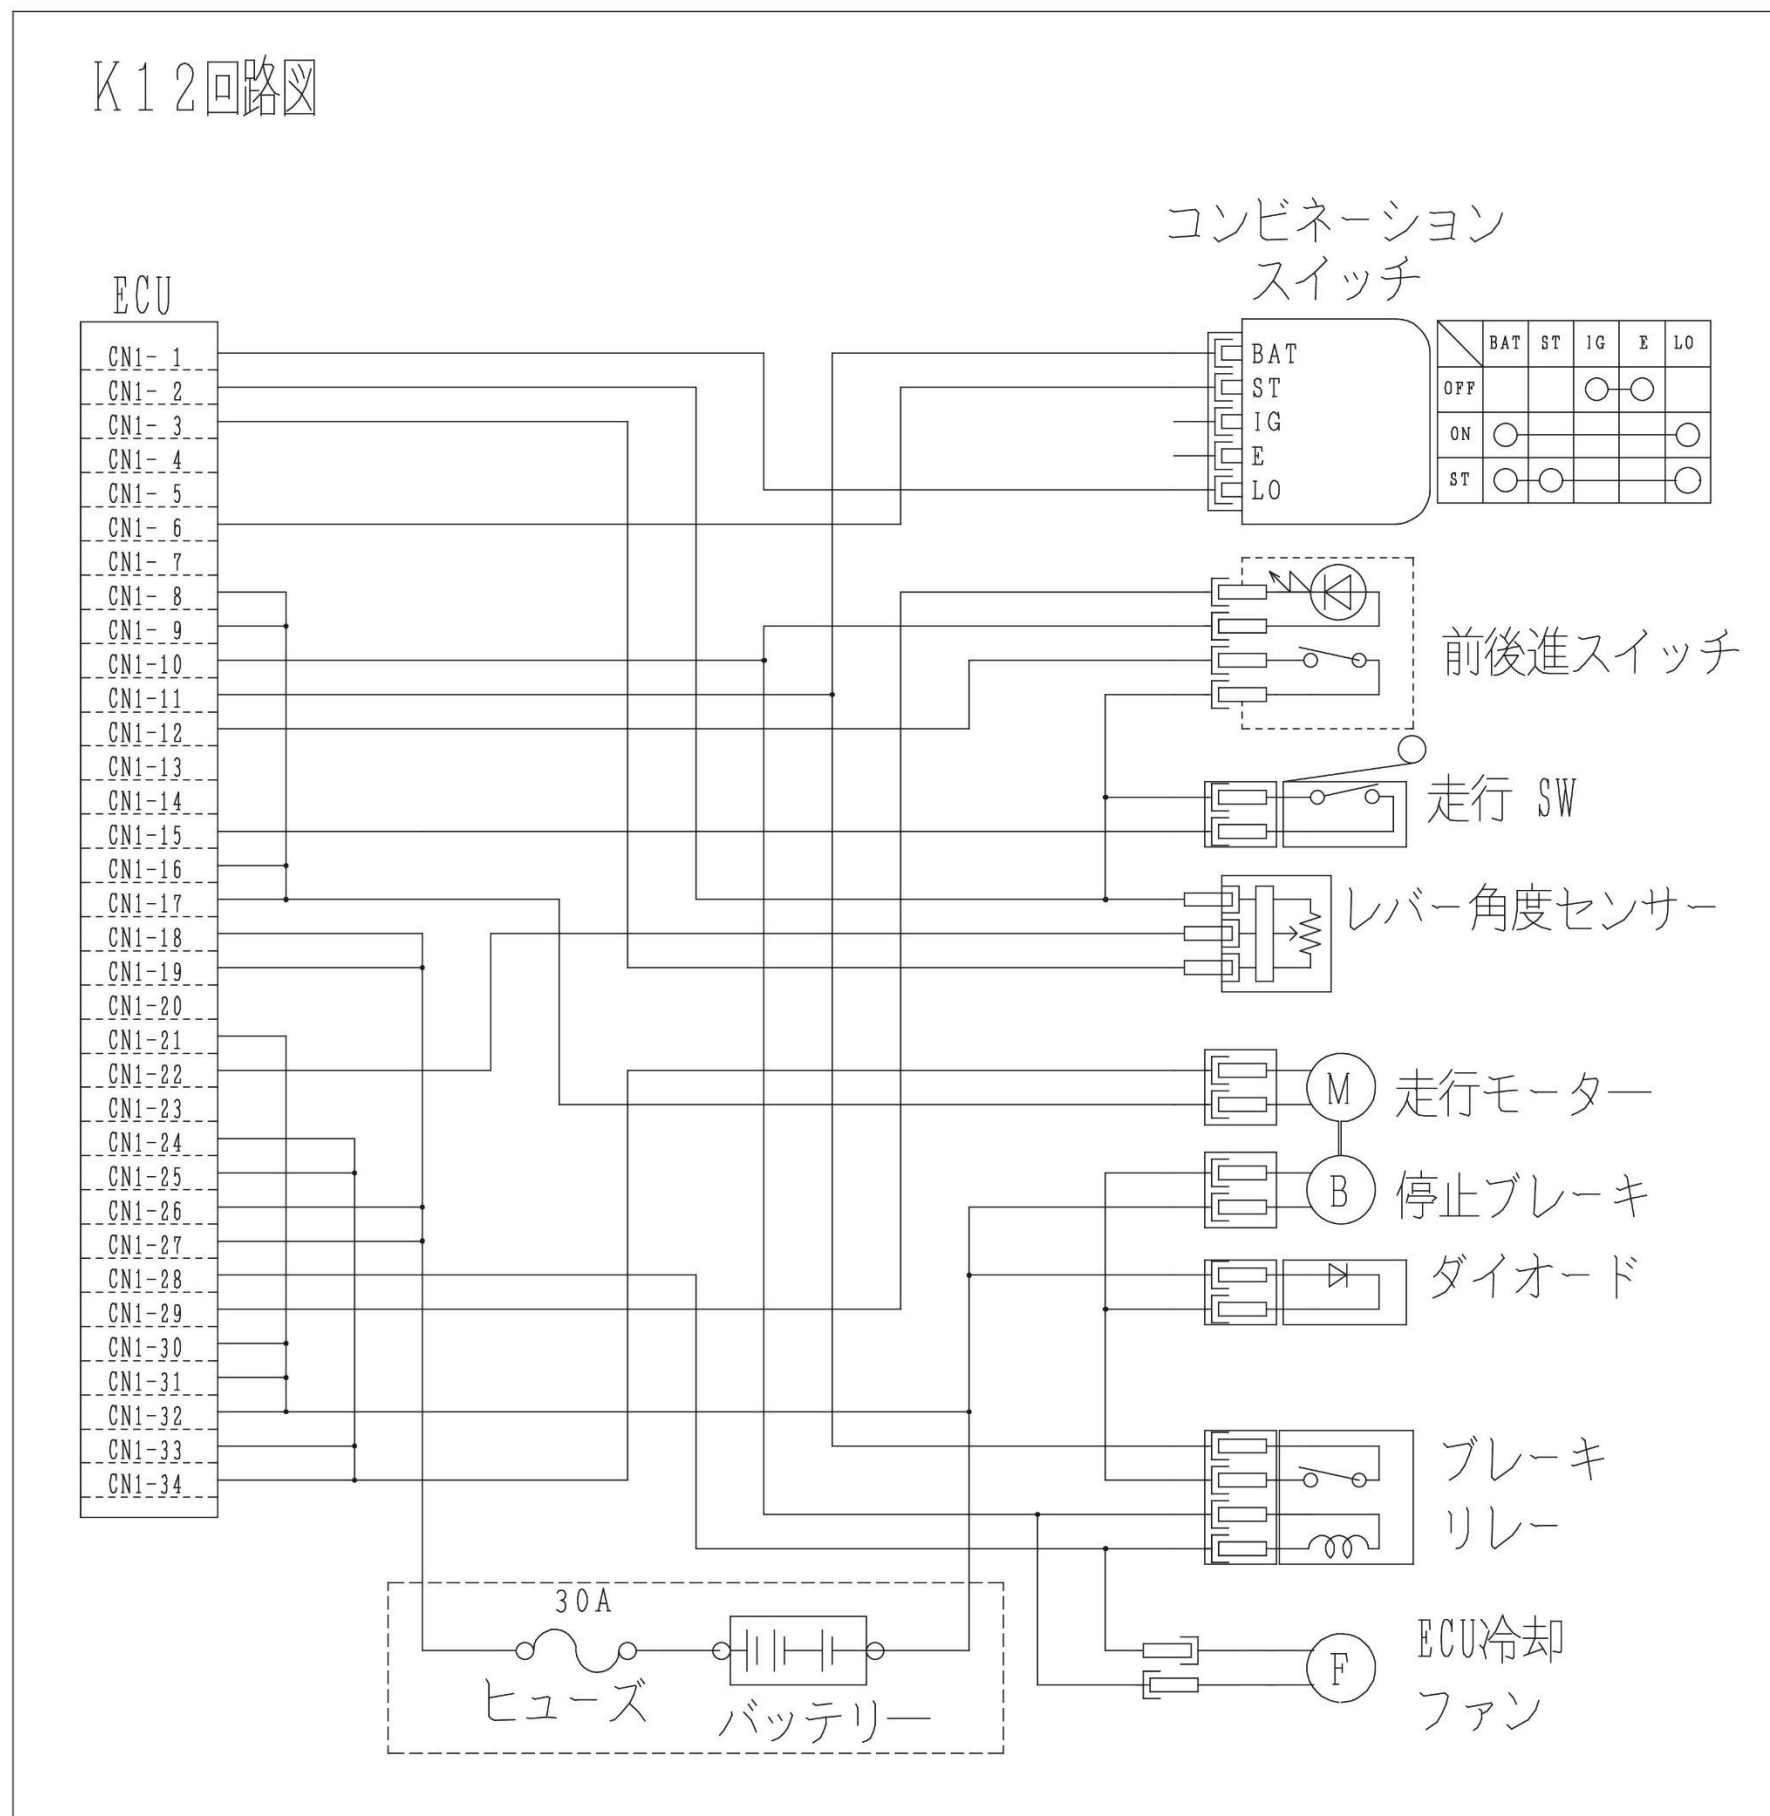 K12回路図
コンビネーション
スイッチ
ECU
CN1- 1
CN1- 2
CN1- 3
CN1- 4
CN1- 5
CN1- 6
CN1- 7
CN1- 8
CN1- 9
CN1-10
CN1-11
CN1-12
CN1-13
CN1-14
CN1-15
CN1-16
CN1-17
CN1-18
CN1-19
CN1-20
CN1-21
CN1-22
CN1-23
CN1-24
CN1-25
CN1-26
CN1-27
CN1-28
CN1-29
CN1-30
CN1-31
CN1-32
CN1-33
CN1-34
BAT
ST
IG
E
LO
BAT ST IG E LO
OFF
ON
ST
前後進スイッチ
走行 SW
レバー角度センサー
M 走行モーター
B 停止ブレーキ
ダイオード
ブレーキ
リレー
30A
ヒューズ
バッテリー
F
ECU冷却
ファン